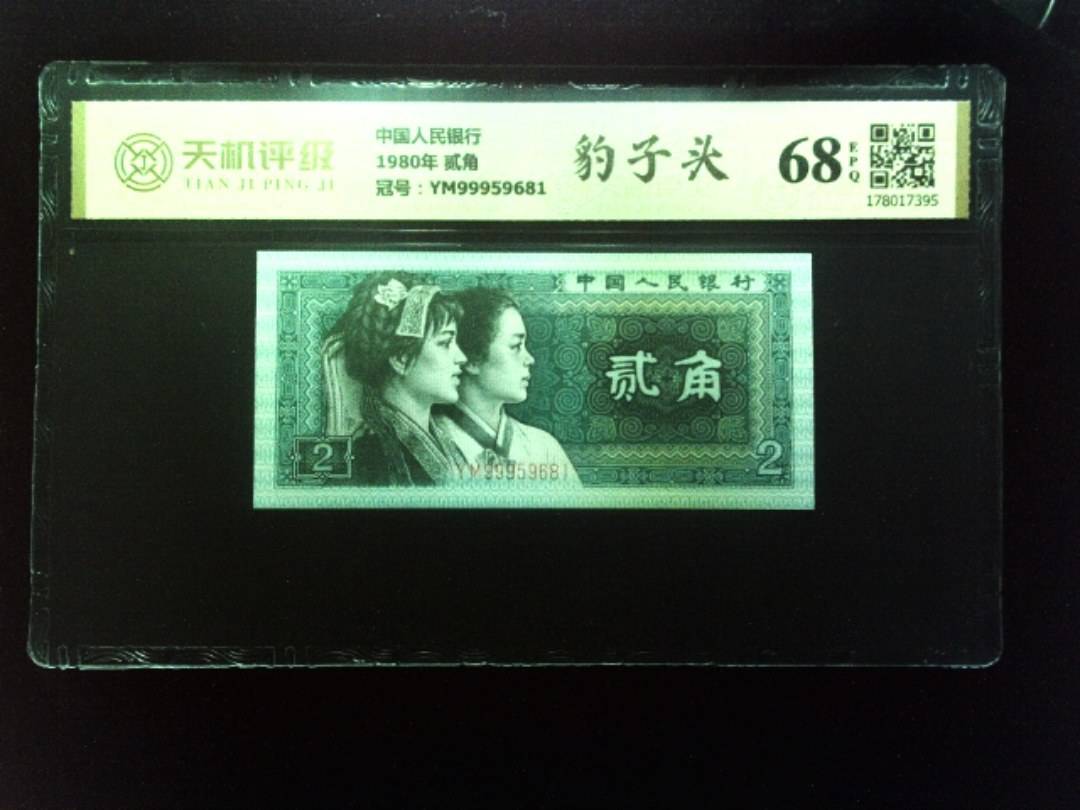 天机评级
TIAN JI PING JI
中国人民银行
1980年 贰角
冠号：YM99959681
豹子头
68
EPQ
178017395
中国人民银行
贰角
2
2
YM99959681